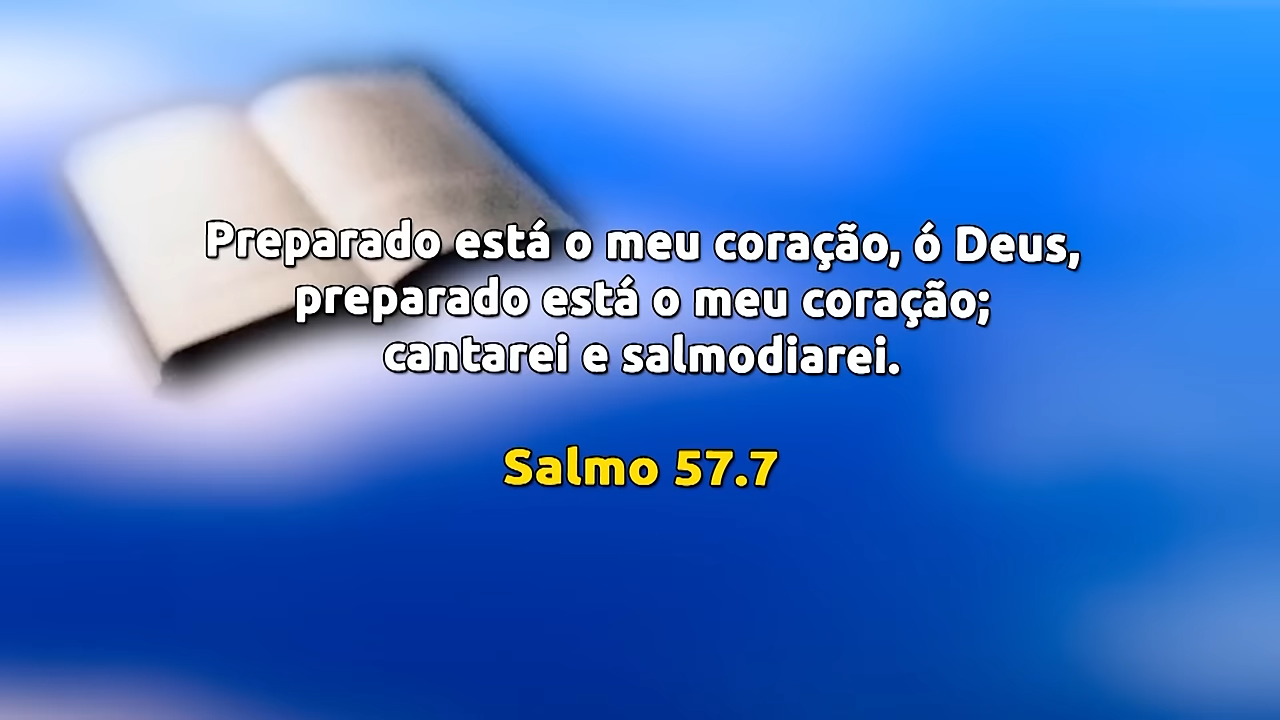 Preparado está o meu coração, ó Deus,
preparado está o meu coração;
cantarei e salmodiarei.
Salmo 57.7